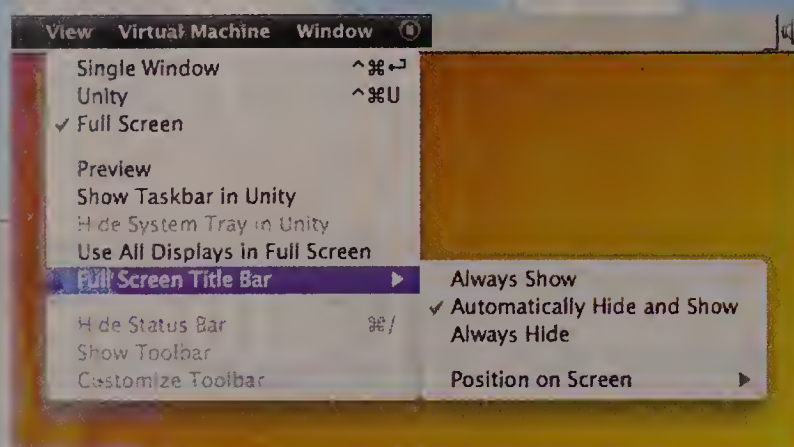 View Virtual Machine Window
Single Window ^⌘↩
Unity ^⌘U
✓ Full Screen
Preview
Show Taskbar in Unity
Hide System Tray in Unity
Use All Displays in Full Screen
Full Screen Title Bar ▶
Always Show
✓ Automatically Hide and Show
Always Hide
Position on Screen ▶
Hide Status Bar ⌘/
Show Toolbar
Customize Toolbar